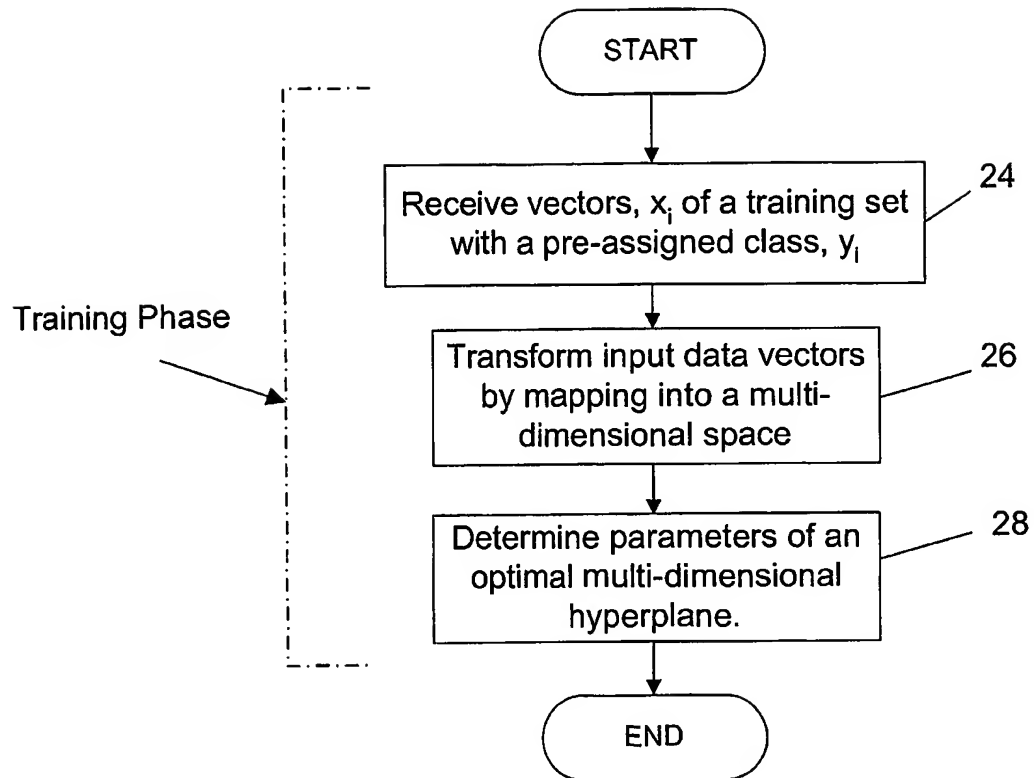 START
24
Receive vectors, xᵢ of a training set
with a pre-assigned class, yᵢ
Training Phase
26
Transform input data vectors
by mapping into a multi-
dimensional space
28
Determine parameters of an
optimal multi-dimensional
hyperplane.
END